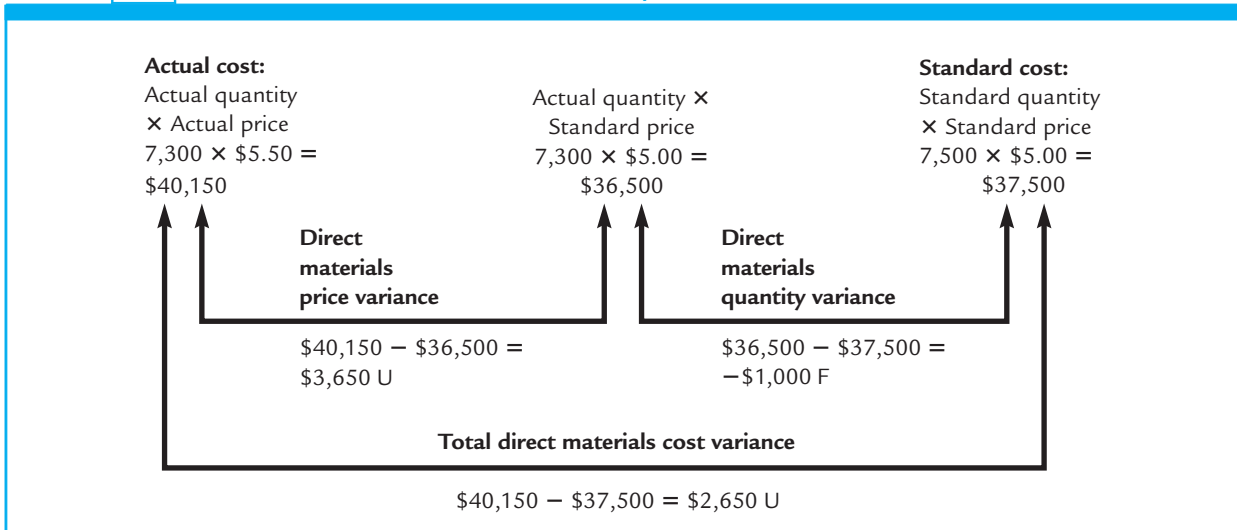 Actual cost:
Actual quantity
× Actual price
7,300 × $5.50 =
$40,150
Actual quantity ×
Standard price
7,300 × $5.00 =
$36,500
Standard cost:
Standard quantity
× Standard price
7,500 × $5.00 =
$37,500
Direct
materials
price variance
Direct
materials
quantity variance
$40,150 − $36,500 =
$3,650 U
$36,500 − $37,500 =
−$1,000 F
Total direct materials cost variance
$40,150 − $37,500 = $2,650 U